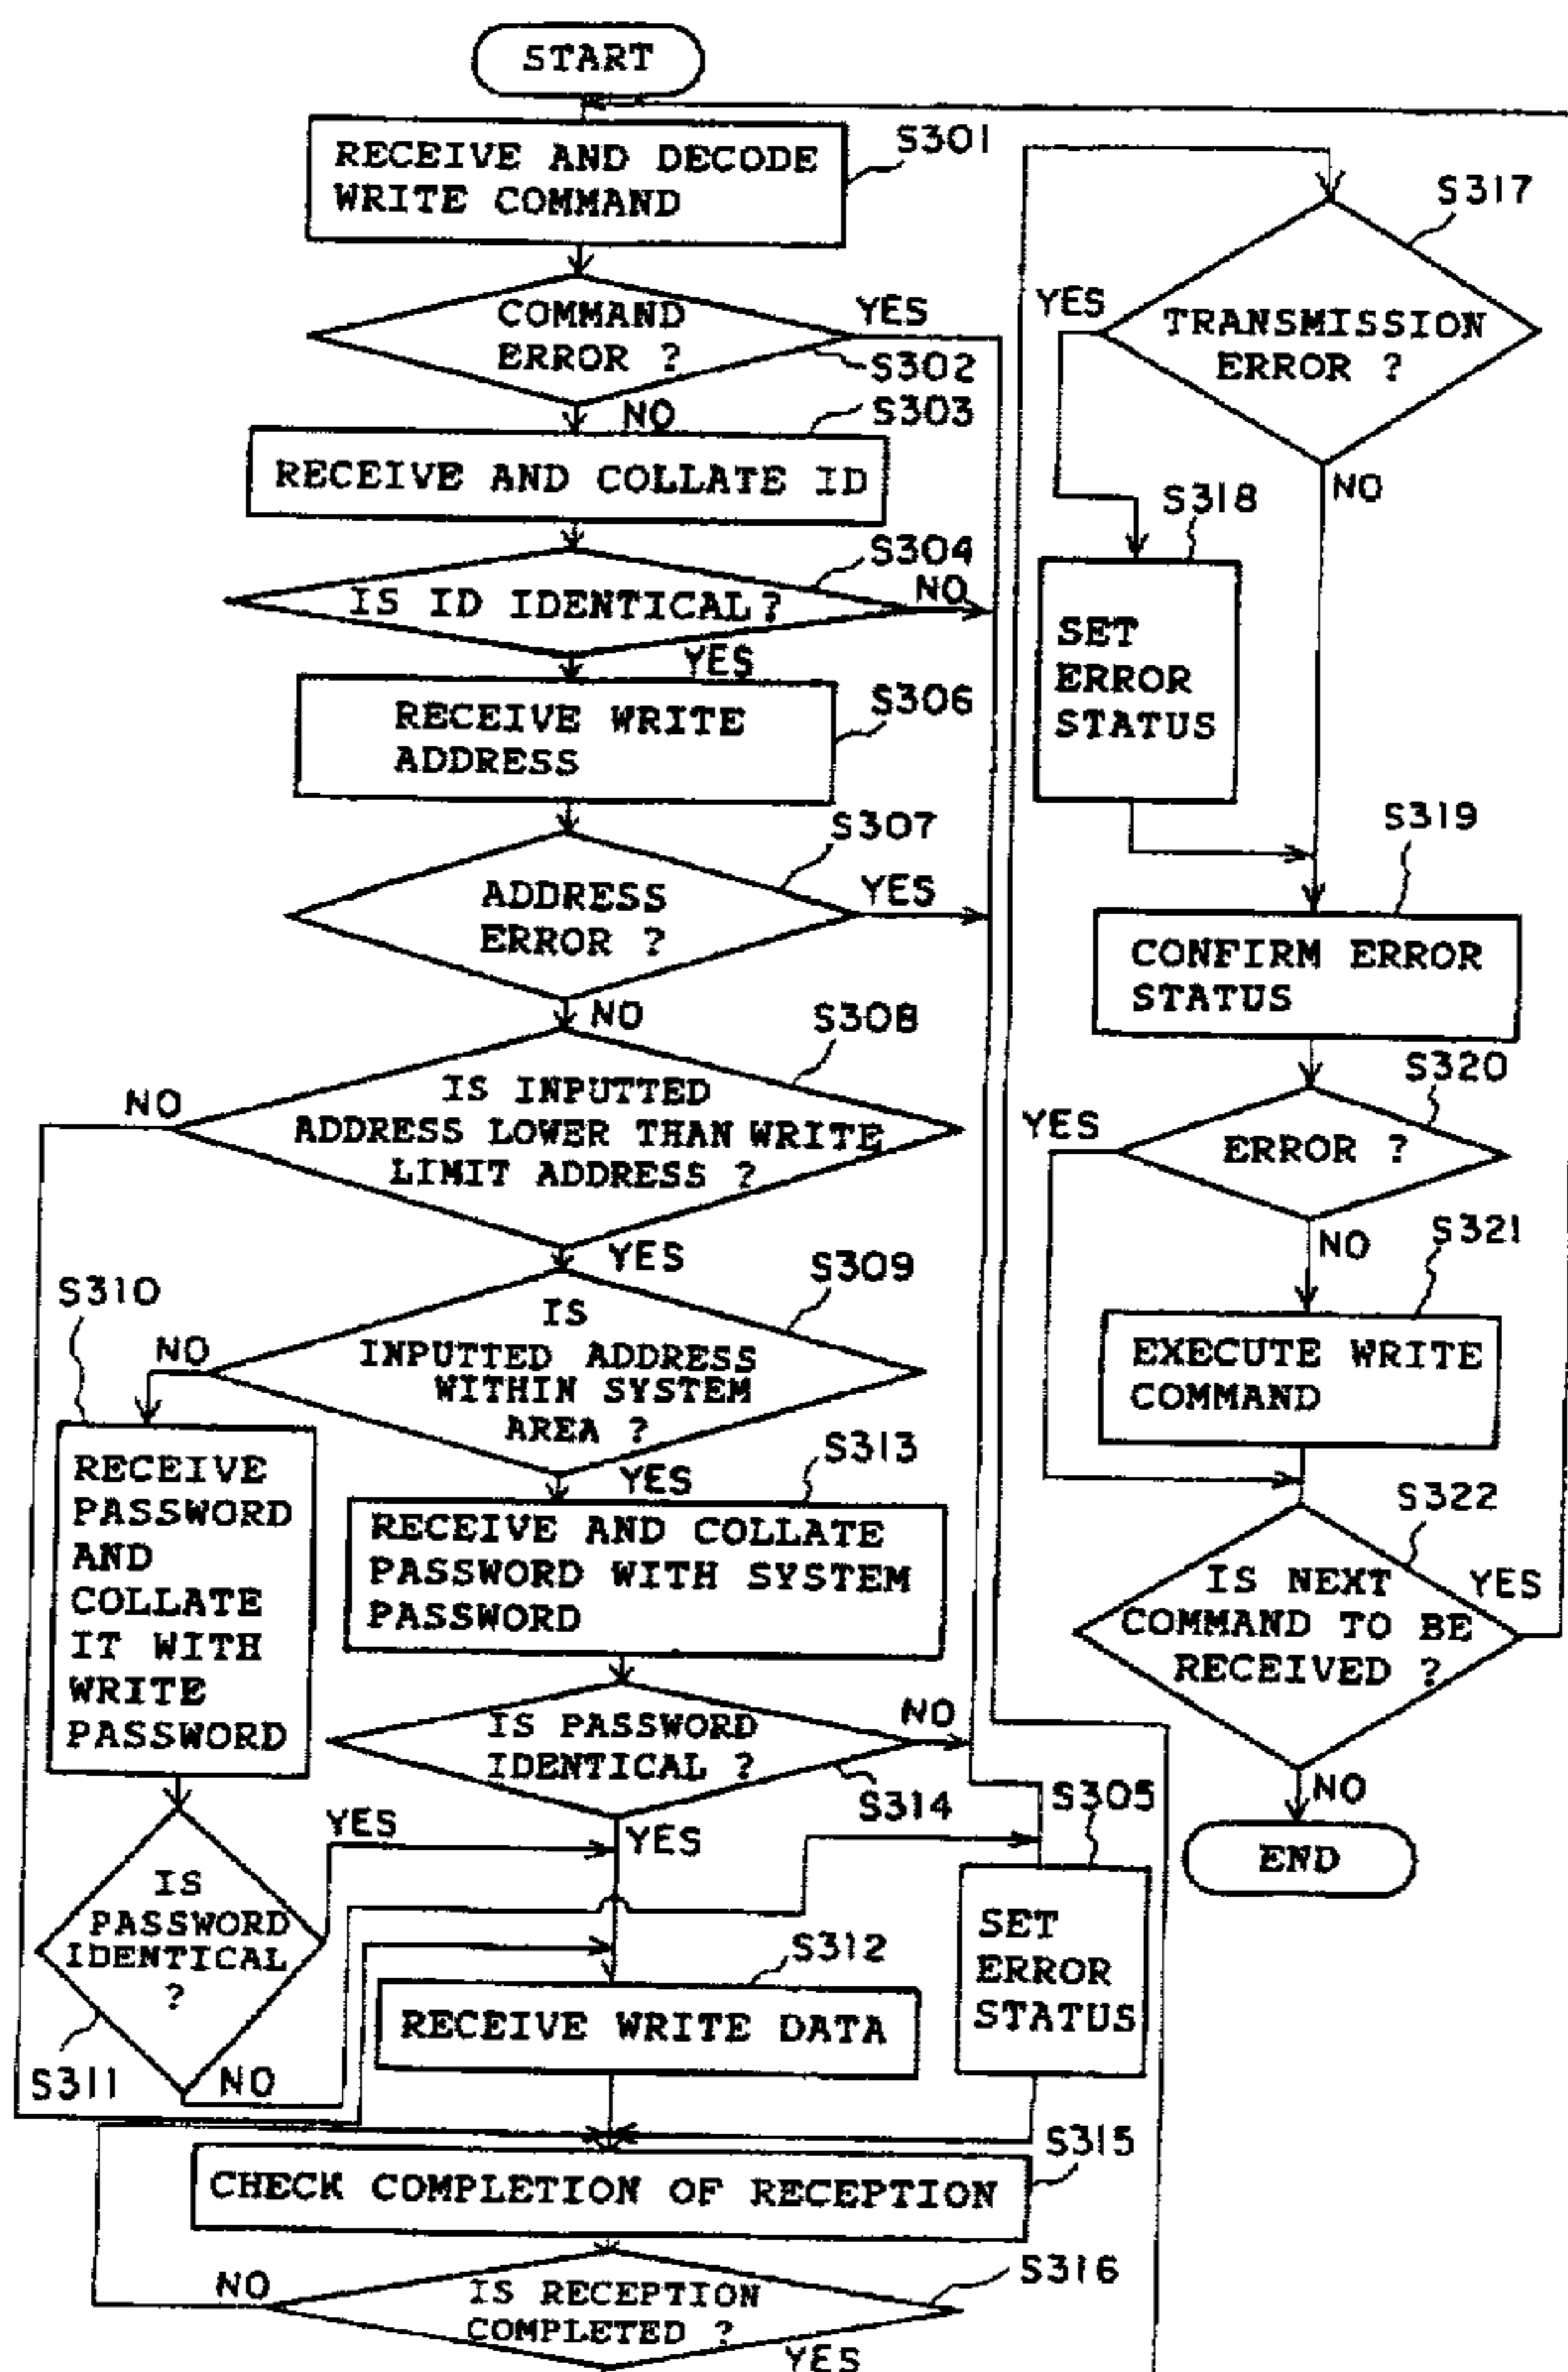 START
RECEIVE AND DECODE
WRITE COMMAND
S301
COMMAND
ERROR ?
YES
S302
NO
S303
RECEIVE AND COLLATE ID
S304
IS ID IDENTICAL?
NO
YES
RECEIVE WRITE
ADDRESS
S306
S307
ADDRESS
ERROR ?
YES
NO
S308
IS INPUTTED
ADDRESS LOWER THAN WRITE
LIMIT ADDRESS ?
NO
YES
S309
IS
INPUTTED ADDRESS
WITHIN SYSTEM
AREA ?
NO
S310
RECEIVE
PASSWORD
AND
COLLATE
IT WITH
WRITE
PASSWORD
YES
S313
RECEIVE AND COLLATE
PASSWORD WITH SYSTEM
PASSWORD
IS PASSWORD
IDENTICAL ?
NO
S314
YES
YES
IS
PASSWORD
IDENTICAL
?
S311
NO
S312
RECEIVE WRITE DATA
S305
SET
ERROR
STATUS
S315
CHECK COMPLETION OF RECEPTION
NO
IS RECEPTION
COMPLETED ?
S316
YES
S317
TRANSMISSION
ERROR ?
YES
NO
S318
SET
ERROR
STATUS
S319
CONFIRM ERROR
STATUS
S320
ERROR ?
YES
NO
S321
EXECUTE WRITE
COMMAND
S322
IS NEXT
COMMAND TO BE
RECEIVED ?
YES
NO
END